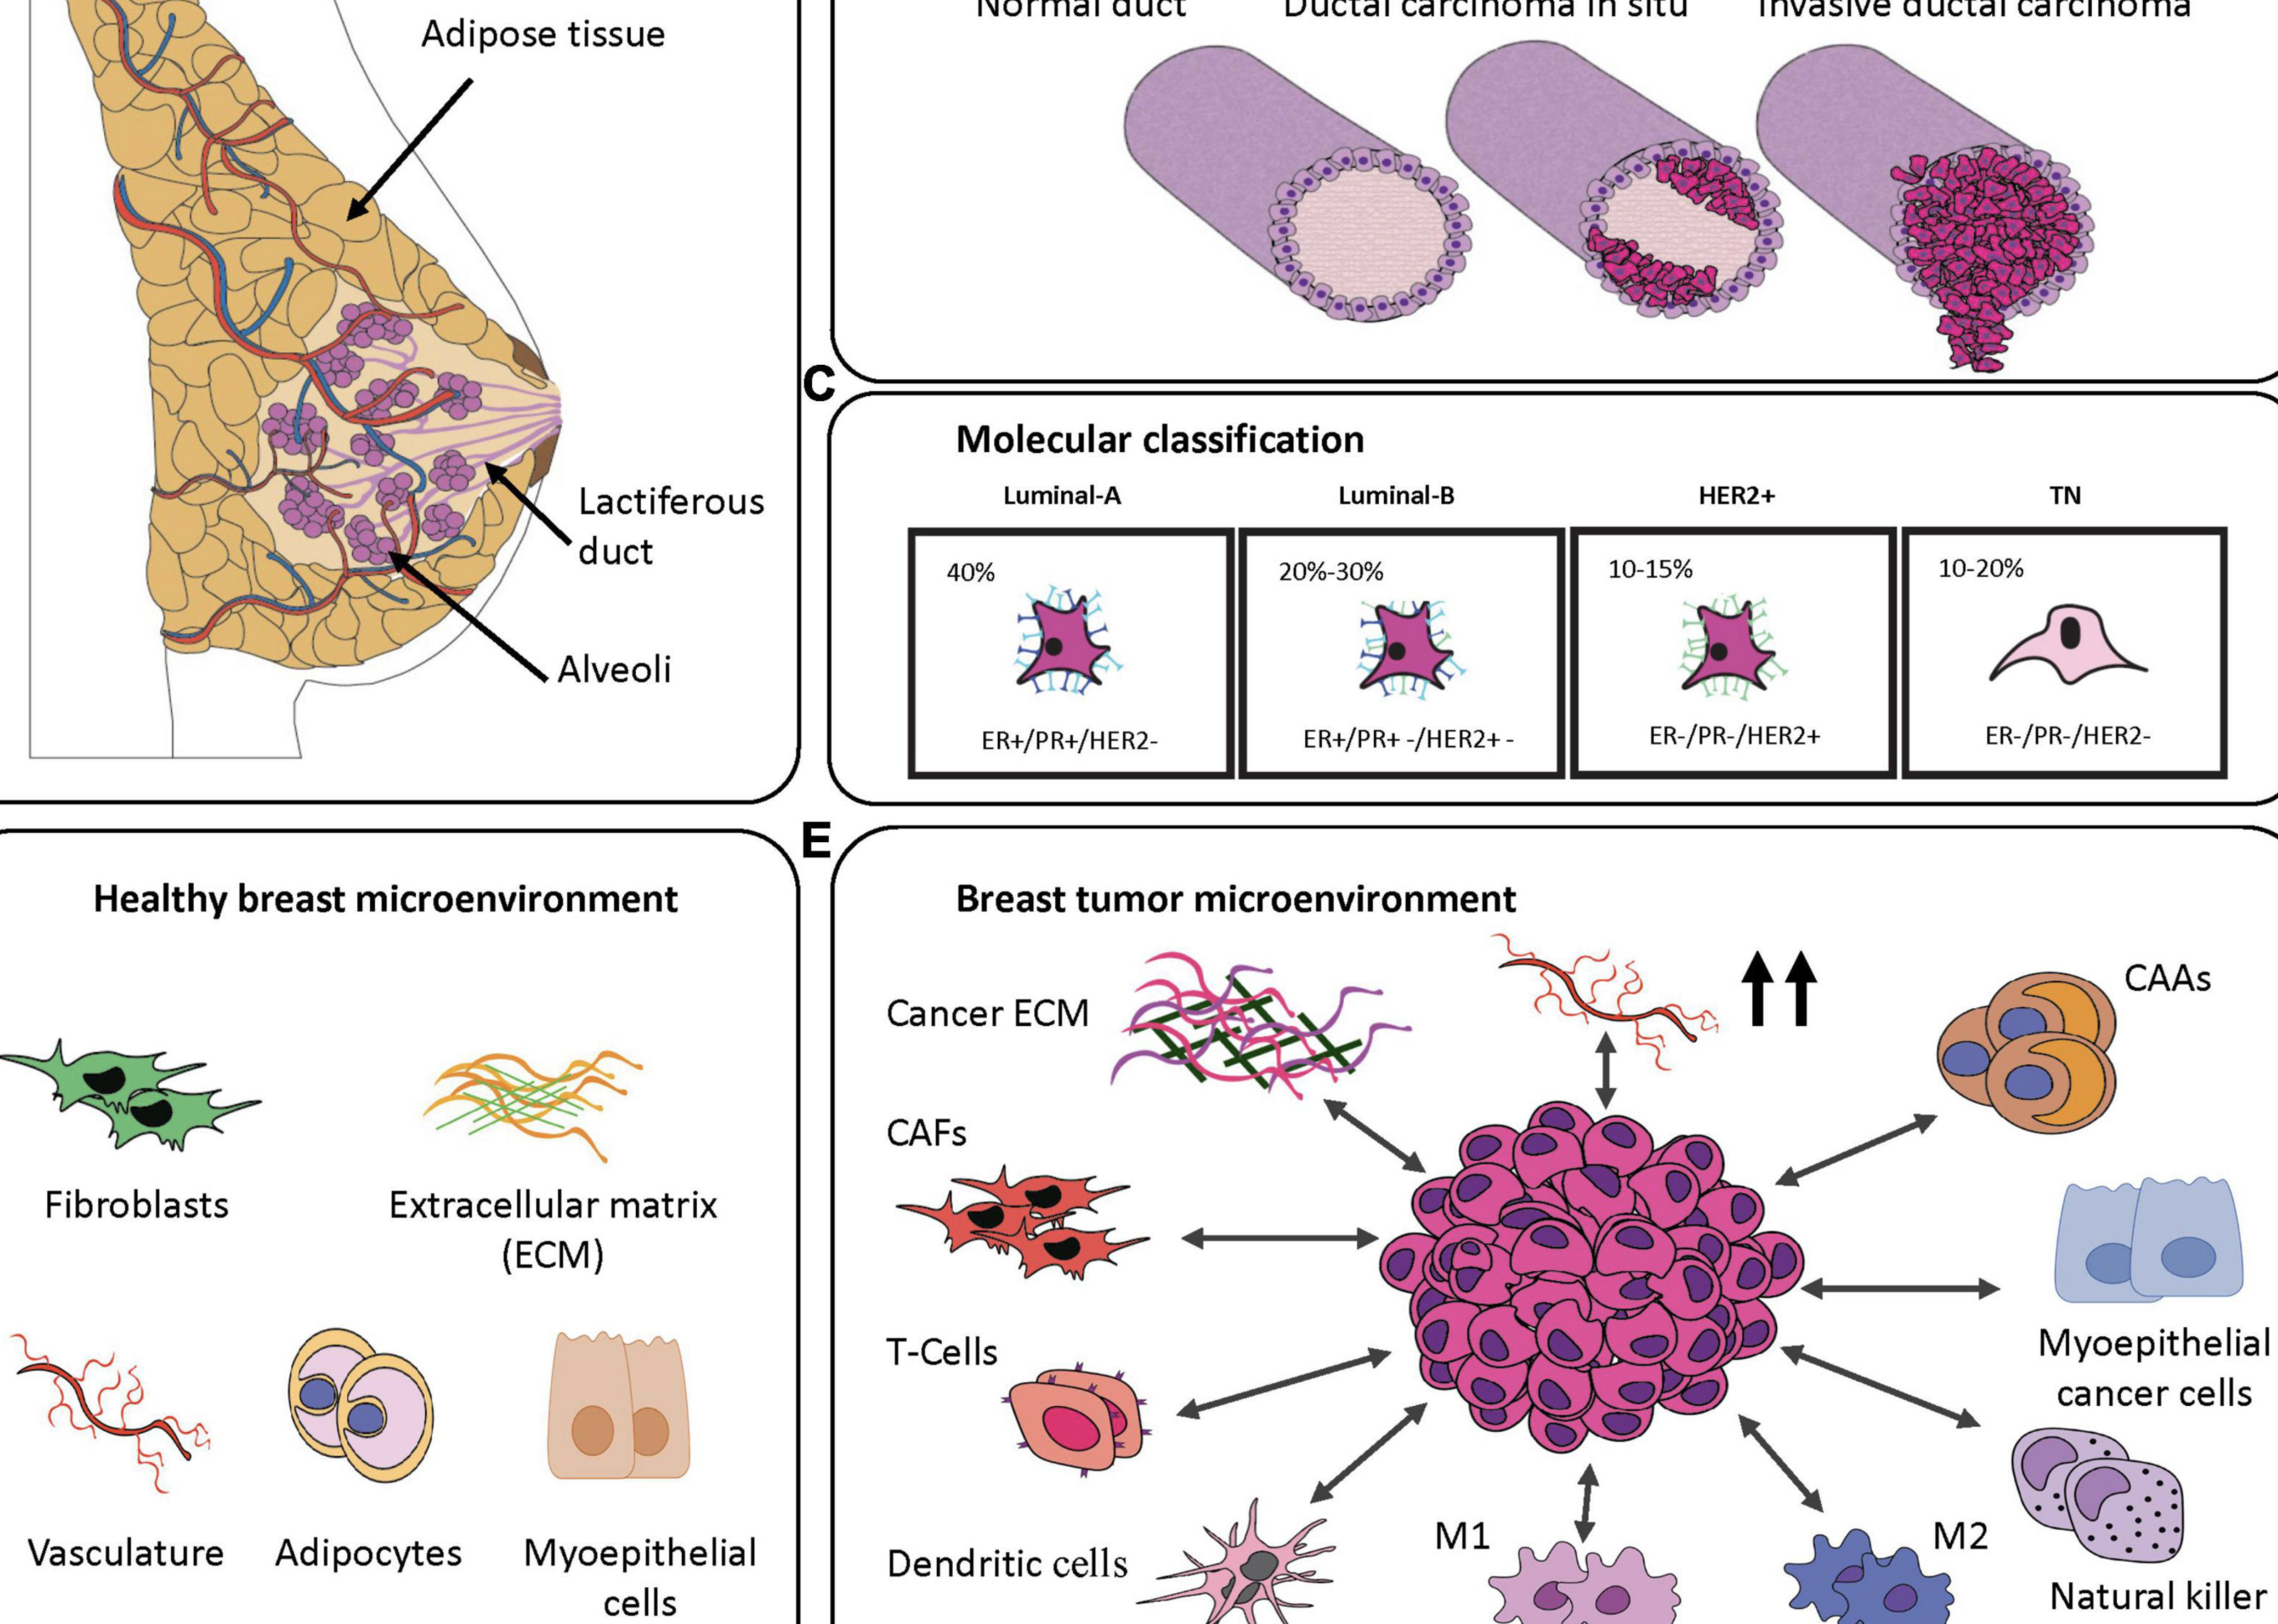 Adipose tissue
Lactiferous
duct
Alveoli
Normal duct
Ductal carcinoma in situ
Invasive ductal carcinoma
C
Molecular classification
Luminal-A
Luminal-B
HER2+
TN
40%
20%-30%
10-15%
10-20%
ER+/PR+/HER2-
ER+/PR+ -/HER2+ -
ER-/PR-/HER2+
ER-/PR-/HER2-
Healthy breast microenvironment
Fibroblasts
Extracellular matrix
(ECM)
Vasculature
Adipocytes
Myoepithelial
cells
E
Breast tumor microenvironment
Cancer ECM
CAAs
CAFs
T-Cells
Myoepithelial
cancer cells
Dendritic cells
M1
M2
Natural killer